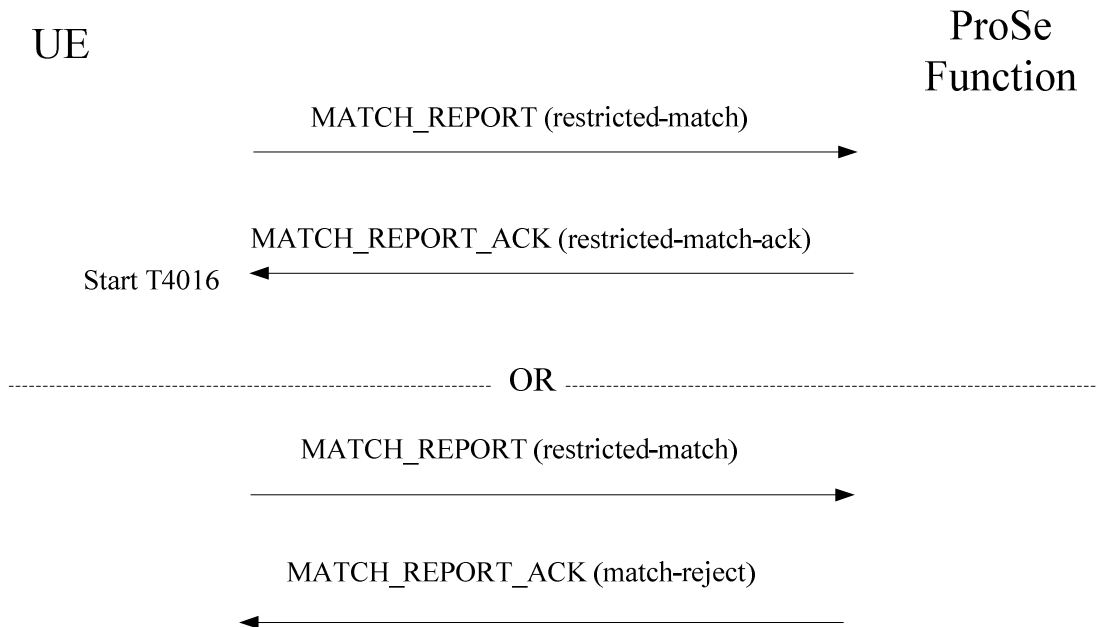 UE
ProSe
Function
MATCH_REPORT (restricted-match)
MATCH_REPORT_ACK (restricted-match-ack)
Start T4016
OR
MATCH_REPORT (restricted-match)
MATCH_REPORT_ACK (match-reject)